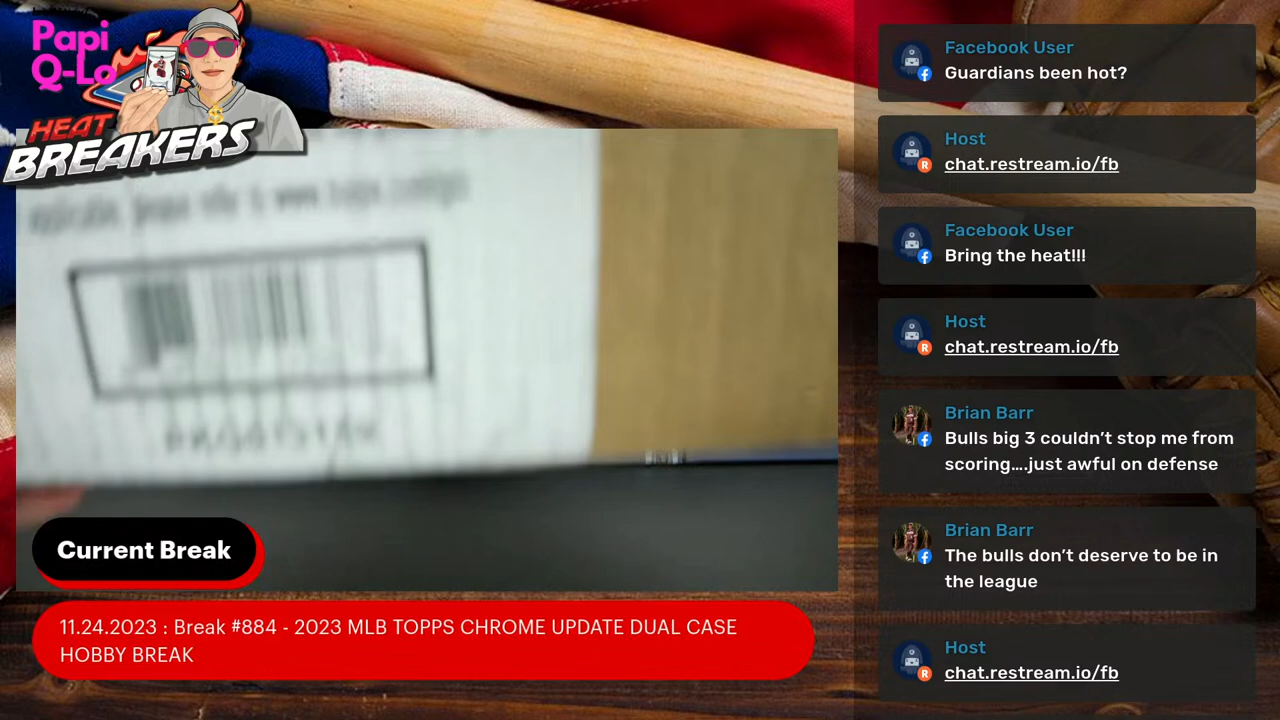 Papi
Q-Lo
HEAT
BREAKERS
Current Break
11.24.2023 : Break #884 - 2023 MLB TOPPS CHROME UPDATE DUAL CASE
HOBBY BREAK
Facebook User
Guardians been hot?
Host
chat.restream.io/fb
Facebook User
Bring the heat!!!
Host
chat.restream.io/fb
Brian Barr
Bulls big 3 couldn’t stop me from
scoring....just awful on defense
Brian Barr
The bulls don’t deserve to be in
the league
Host
chat.restream.io/fb